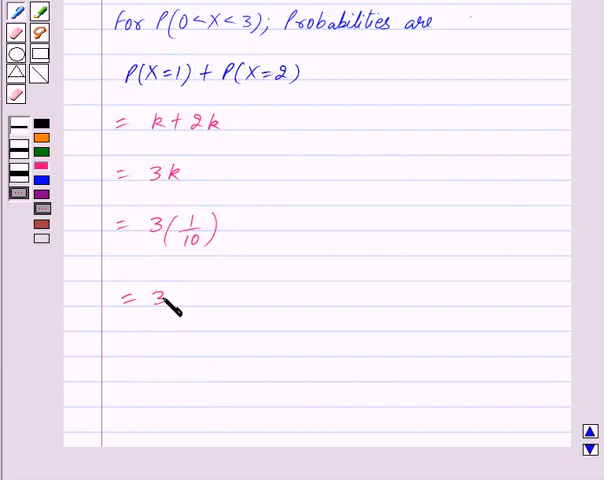 For P(0<X<3); Probabilities are
P(X=1) + P(X=2)
= k + 2k
= 3k
= 3(1/10)
= 3